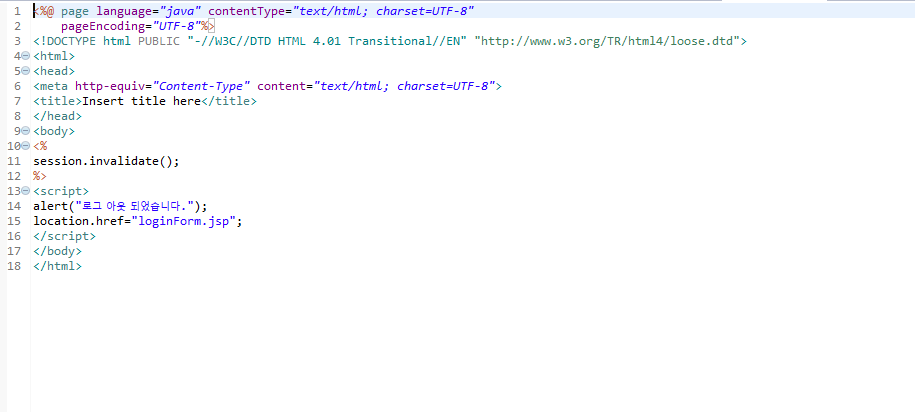 1 <%@ page language="java" contentType="text/html; charset=UTF-8"
2     pageEncoding="UTF-8"%>
3 <!DOCTYPE html PUBLIC "-//W3C//DTD HTML 4.01 Transitional//EN" "http://www.w3.org/TR/html4/loose.dtd">
4 <html>
5 <head>
6 <meta http-equiv="Content-Type" content="text/html; charset=UTF-8">
7 <title>Insert title here</title>
8 </head>
9 <body>
10 <%
11 session.invalidate();
12 %>
13 <script>
14 alert("로그 아웃 되었습니다.");
15 location.href="loginForm.jsp";
16 </script>
17 </body>
18 </html>